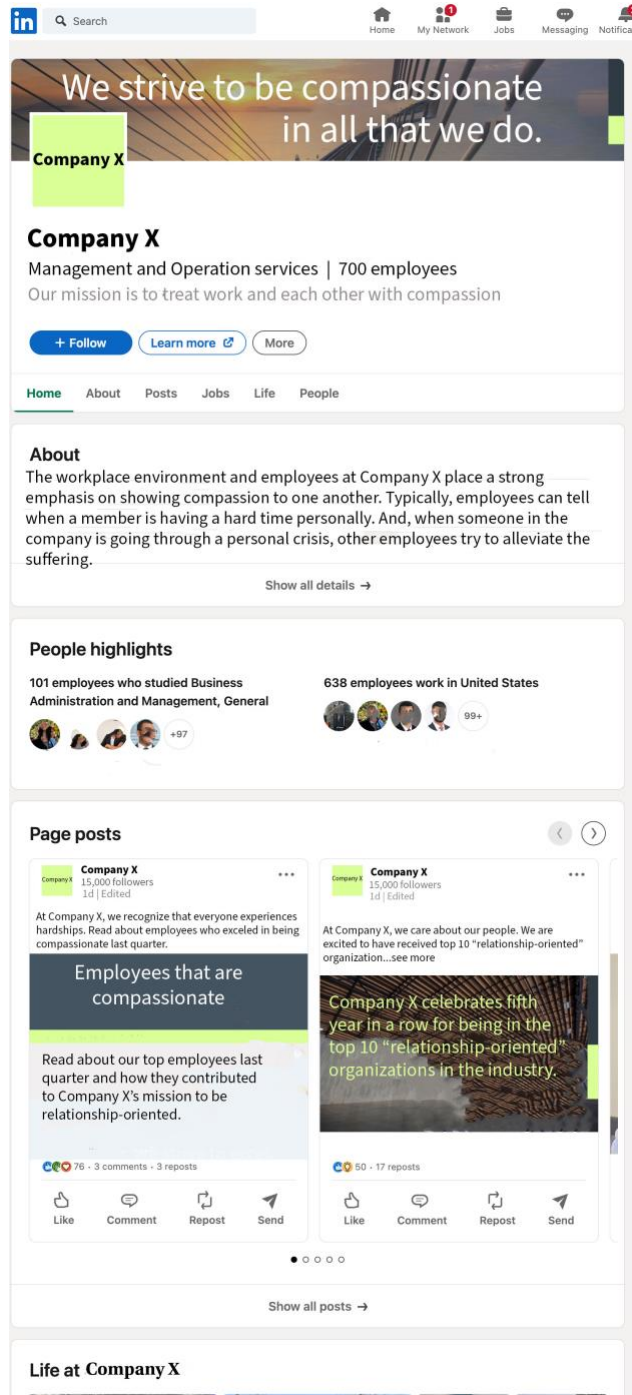 in
Search
1
Home
My Network
Jobs
Messaging
Notifica
We strive to be compassionate
in all that we do.
Company X
Company X
Management and Operation services | 700 employees
Our mission is to treat work and each other with compassion
+ Follow
Learn more
More
Home About Posts Jobs Life People
About
The workplace environment and employees at Company X place a strong
emphasis on showing compassion to one another. Typically, employees can tell
when a member is having a hard time personally. And, when someone in the
company is going through a personal crisis, other employees try to alleviate the
suffering.
Show all details →
People highlights
101 employees who studied Business
Administration and Management, General
+97
638 employees work in United States
99+
Page posts
Company X
Company X
15,000 followers
1d | Edited
At Company X, we recognize that everyone experiences
hardships. Read about employees who exceled in being
compassionate last quarter.
Employees that are
compassionate
Read about our top employees last
quarter and how they contributed
to Company X's mission to be
relationship-oriented.
76 · 3 comments · 3 reposts
Like Comment Repost Send
Company X
Company X
15,000 followers
1d | Edited
At Company X, we care about our people. We are
excited to have received top 10 “relationship-oriented”
organization...see more
Company X celebrates fifth
year in a row for being in the
top 10 “relationship-oriented”
organizations in the industry.
50 · 17 reposts
Like Comment Repost Send
Show all posts →
Life at Company X